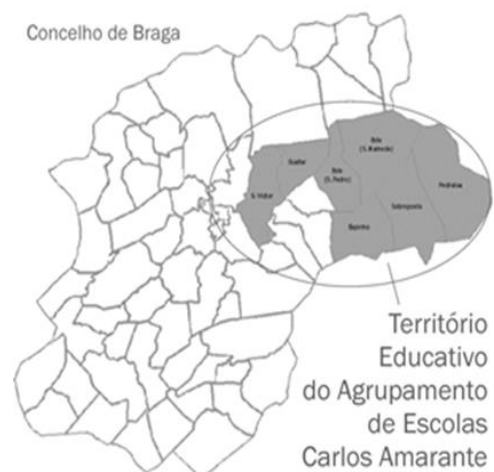 Concelho de Braga
Este
(S. Mamede)
Gualtar
Este
(S. Pedro)
S. Victor
Pedralva
Sobreposta
Espinho
Território
Educativo
do Agrupamento
de Escolas
Carlos Amarante